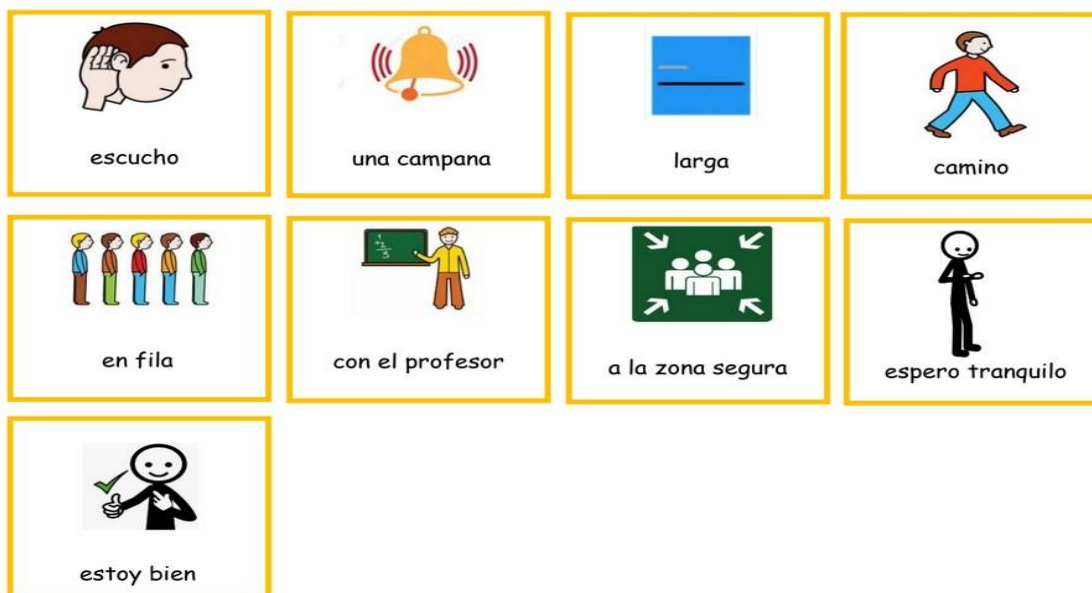 escucho
una campana
larga
camino
en fila
con el profesor
a la zona segura
espero tranquilo
estoy bien